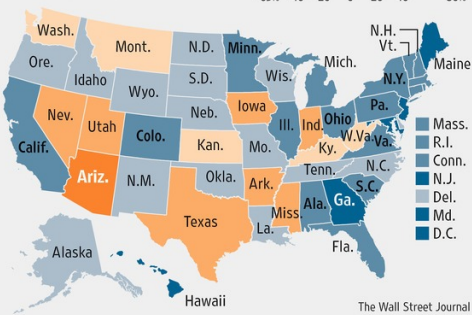 Wash.
Mont.
N.D.
Minn.
N.H.
Vt.
Maine
Ore.
Idaho
S.D.
Wis.
Mich.
N.Y.
Wyo.
Neb.
Iowa
Ill.
Ind.
Ohio
Pa.
Nev.
Utah
Colo.
Kan.
Mo.
Ky.
W.Va.
Va.
Calif.
Ariz.
N.M.
Okla.
Ark.
Tenn.
N.C.
S.C.
Texas
La.
Miss.
Ala.
Ga.
Fla.
Mass.
R.I.
Conn.
N.J.
Del.
Md.
D.C.
Alaska
Hawaii
The Wall Street Journal